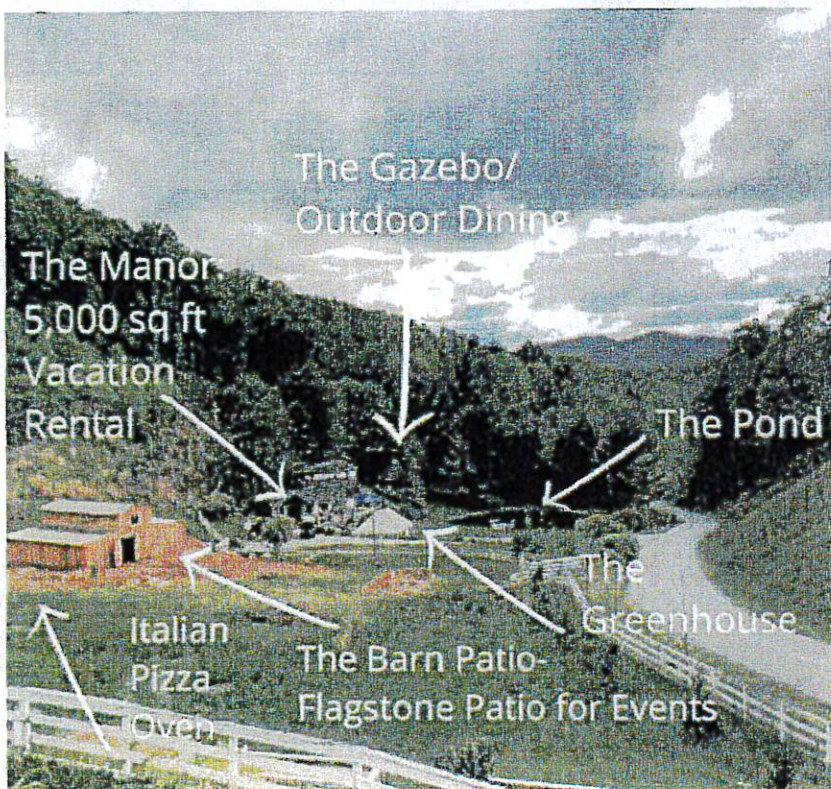 The Gazebo/
Outdoor Dining
The Manor
5,000 sq ft
Vacation
Rental
The Pond
The
Greenhouse
Italian
Pizza
Oven
The Barn Patio-
Flagstone Patio for Events